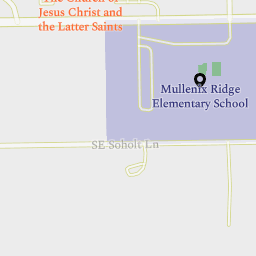 The Church of
Jesus Christ and
the Latter Saints
Mullenix Ridge
Elementary School
SE Soholt Ln